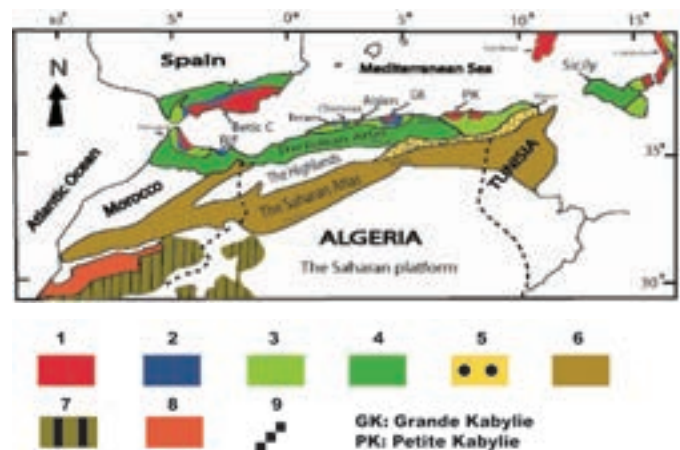 10° 5° 0° 5° 10° 15°
Spain
N
Mediterranean Sea
Sicily
Algiers GK PK
Betic C
Atlantic Ocean
35°
The Highlands
Morocco
The Saharan Atlas
TUNISIA
ALGERIA
The Saharan platform
30°
1 2 3 4 5 6
7 8 9
GK: Grande Kabylie
PK: Petite Kabylie